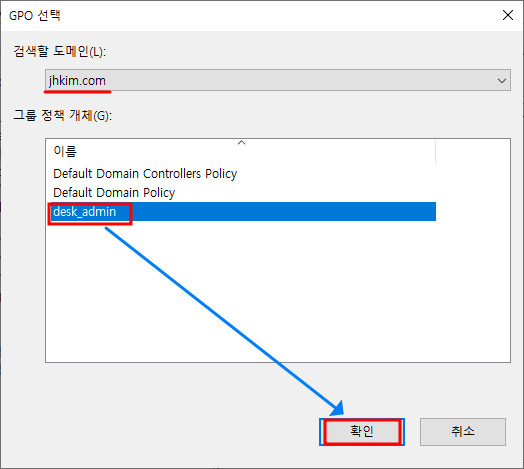 GPO 선택
검색할 도메인(L):
jhkim.com
그룹 정책 개체(G):
이름
Default Domain Controllers Policy
Default Domain Policy
desk_admin
확인
취소